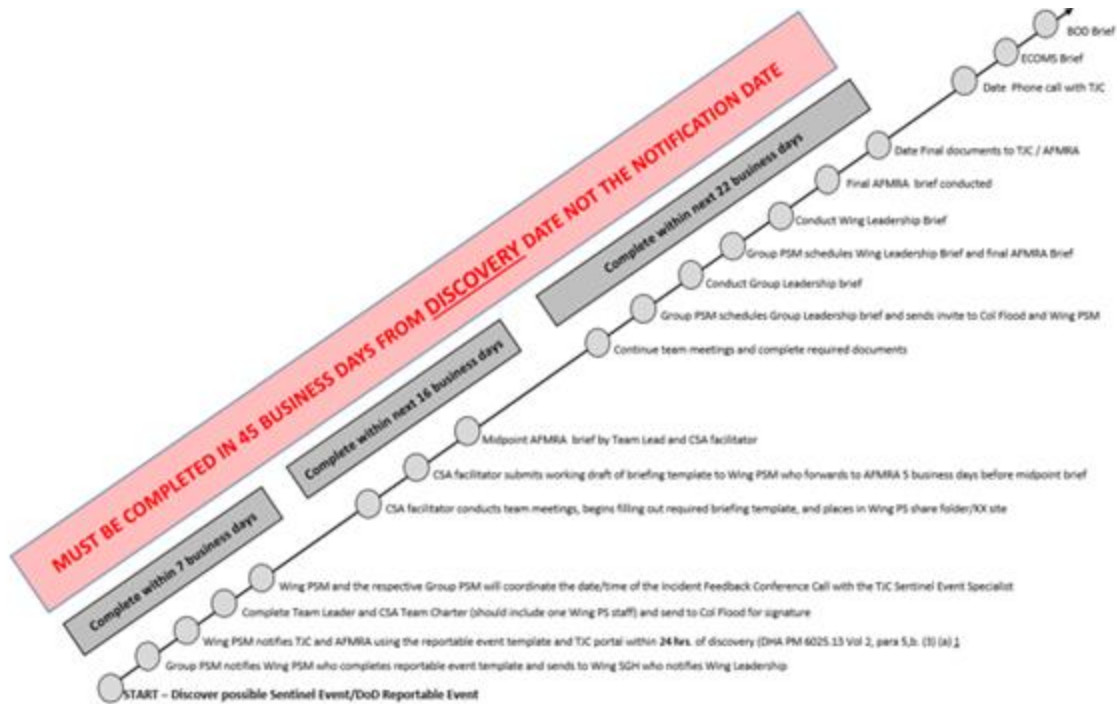 BOD Brief
ECOMS Brief
Date Phone call with TJC
Date Final documents to TJC / AFMRA
Final AFMRA brief conducted
Conduct Wing Leadership Brief
Group PSM schedules Wing Leadership Brief and final AFMRA Brief
Conduct Group Leadership brief
Group PSM schedules Group Leadership brief and sends invite to Col Flood and Wing PSM
Continue team meetings and complete required documents
Complete within next 22 business days
MUST BE COMPLETED IN 45 BUSINESS DAYS FROM DISCOVERY DATE NOT THE NOTIFICATION DATE
Complete within next 16 business days
Midpoint AFMRA brief by Team Lead and CSA facilitator
CSA facilitator submits working draft of briefing template to Wing PSM who forwards to AFMRA 5 business days before midpoint brief
CSA facilitator conducts team meetings, begins filling out required briefing template, and places in Wing PS share folder/KX site
Complete within 7 business days
Wing PSM and the respective Group PSM will coordinate the date/time of the Incident Feedback Conference Call with the TJC Sentinel Event Specialist
Complete Team Leader and CSA Team Charter (should include one Wing PS staff) and send to Col Flood for signature
Wing PSM notifies TJC and AFMRA using the reportable event template and TJC portal within 24 hrs. of discovery (DHA PM 6025.13 Vol 2, para 5,b. (3) (a) 1
Group PSM notifies Wing PSM who completes reportable event template and sends to Wing SGH who notifies Wing Leadership
START – Discover possible Sentinel Event/DoD Reportable Event